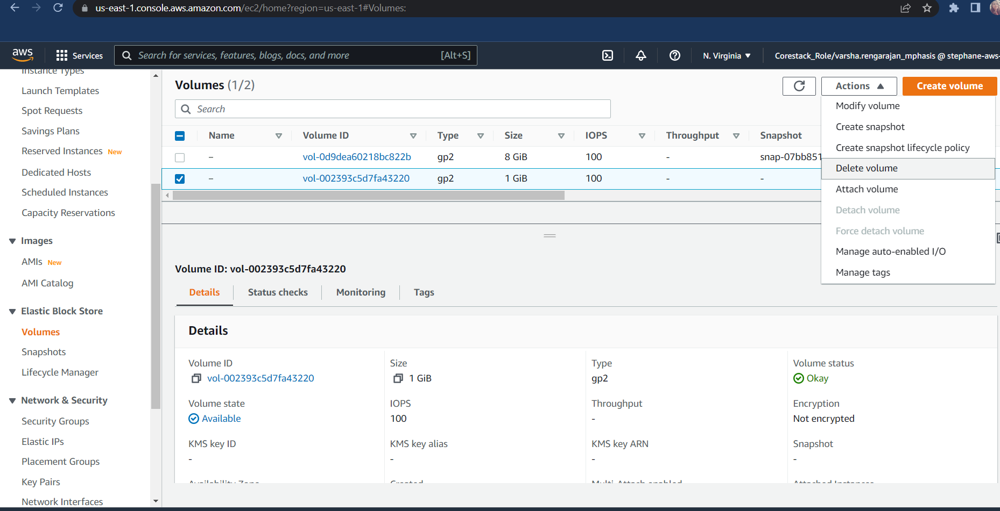 us-east-1.console.aws.amazon.com/ec2/home?region=us-east-1#Volumes:
aws
Services
Search for services, features, blogs, docs, and more
[Alt+S]
N. Virginia
Corestack_Role/varsha.rengarajan_mphasis @ stephane-aws-
Instance Types
Launch Templates
Spot Requests
Savings Plans
Reserved Instances New
Dedicated Hosts
Scheduled Instances
Capacity Reservations
Images
AMIs New
AMI Catalog
Elastic Block Store
Volumes
Snapshots
Lifecycle Manager
Network & Security
Security Groups
Elastic IPs
Placement Groups
Key Pairs
Network Interfaces
Volumes (1/2)
Actions
Create volume
Search
Name Volume ID Type Size IOPS Throughput Snapshot
– vol-0d9dea60218bc822b gp2 8 GiB 100 - snap-07bb851
– vol-002393c5d7fa43220 gp2 1 GiB 100 - -
Modify volume
Create snapshot
Create snapshot lifecycle policy
Delete volume
Attach volume
Detach volume
Force detach volume
Manage auto-enabled I/O
Manage tags
Volume ID: vol-002393c5d7fa43220
Details Status checks Monitoring Tags
Details
Volume ID Size Type Volume status
vol-002393c5d7fa43220 1 GiB gp2 Okay
Volume state IOPS Throughput Encryption
Available 100 - Not encrypted
KMS key ID KMS key alias KMS key ARN Snapshot
- - - -
Availability Zone Created Multi-Attach enabled Attached Instances